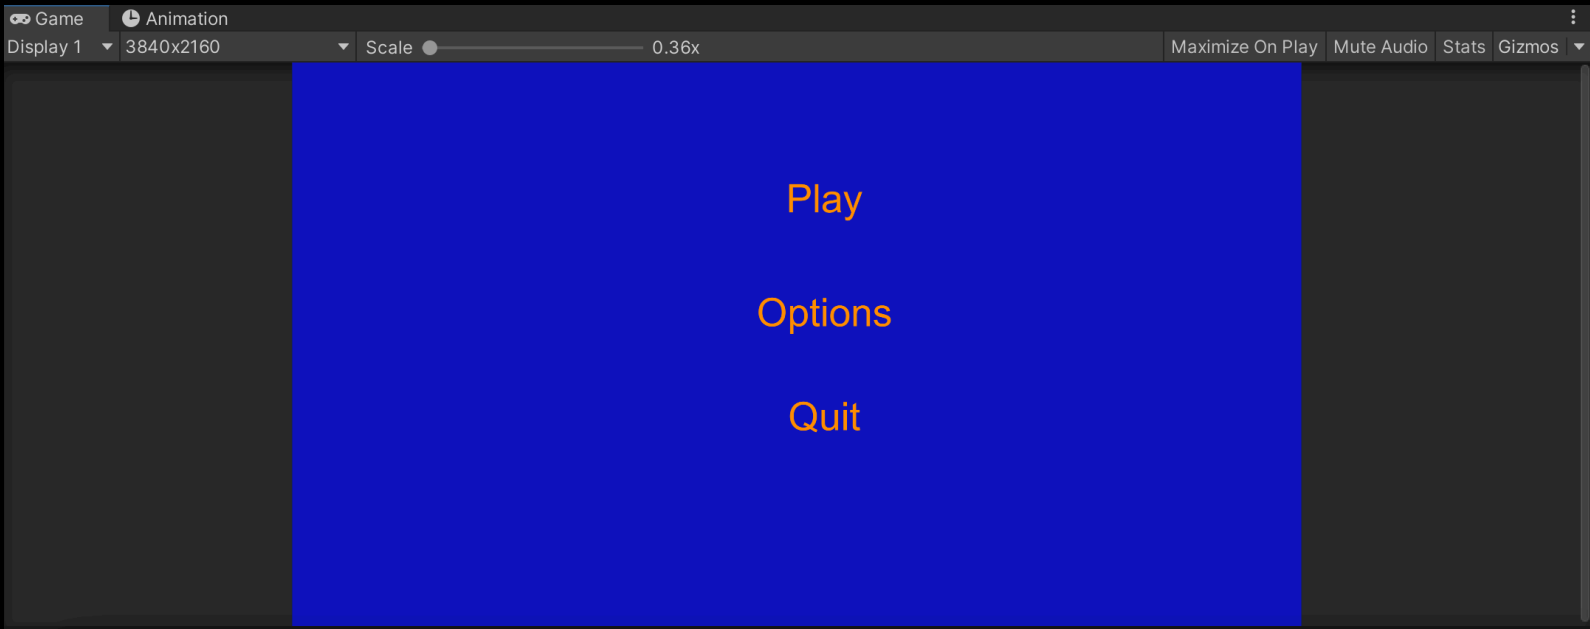 Game Animation
Display 1 3840x2160 Scale 0.36x Maximize On Play Mute Audio Stats Gizmos
Play
Options
Quit